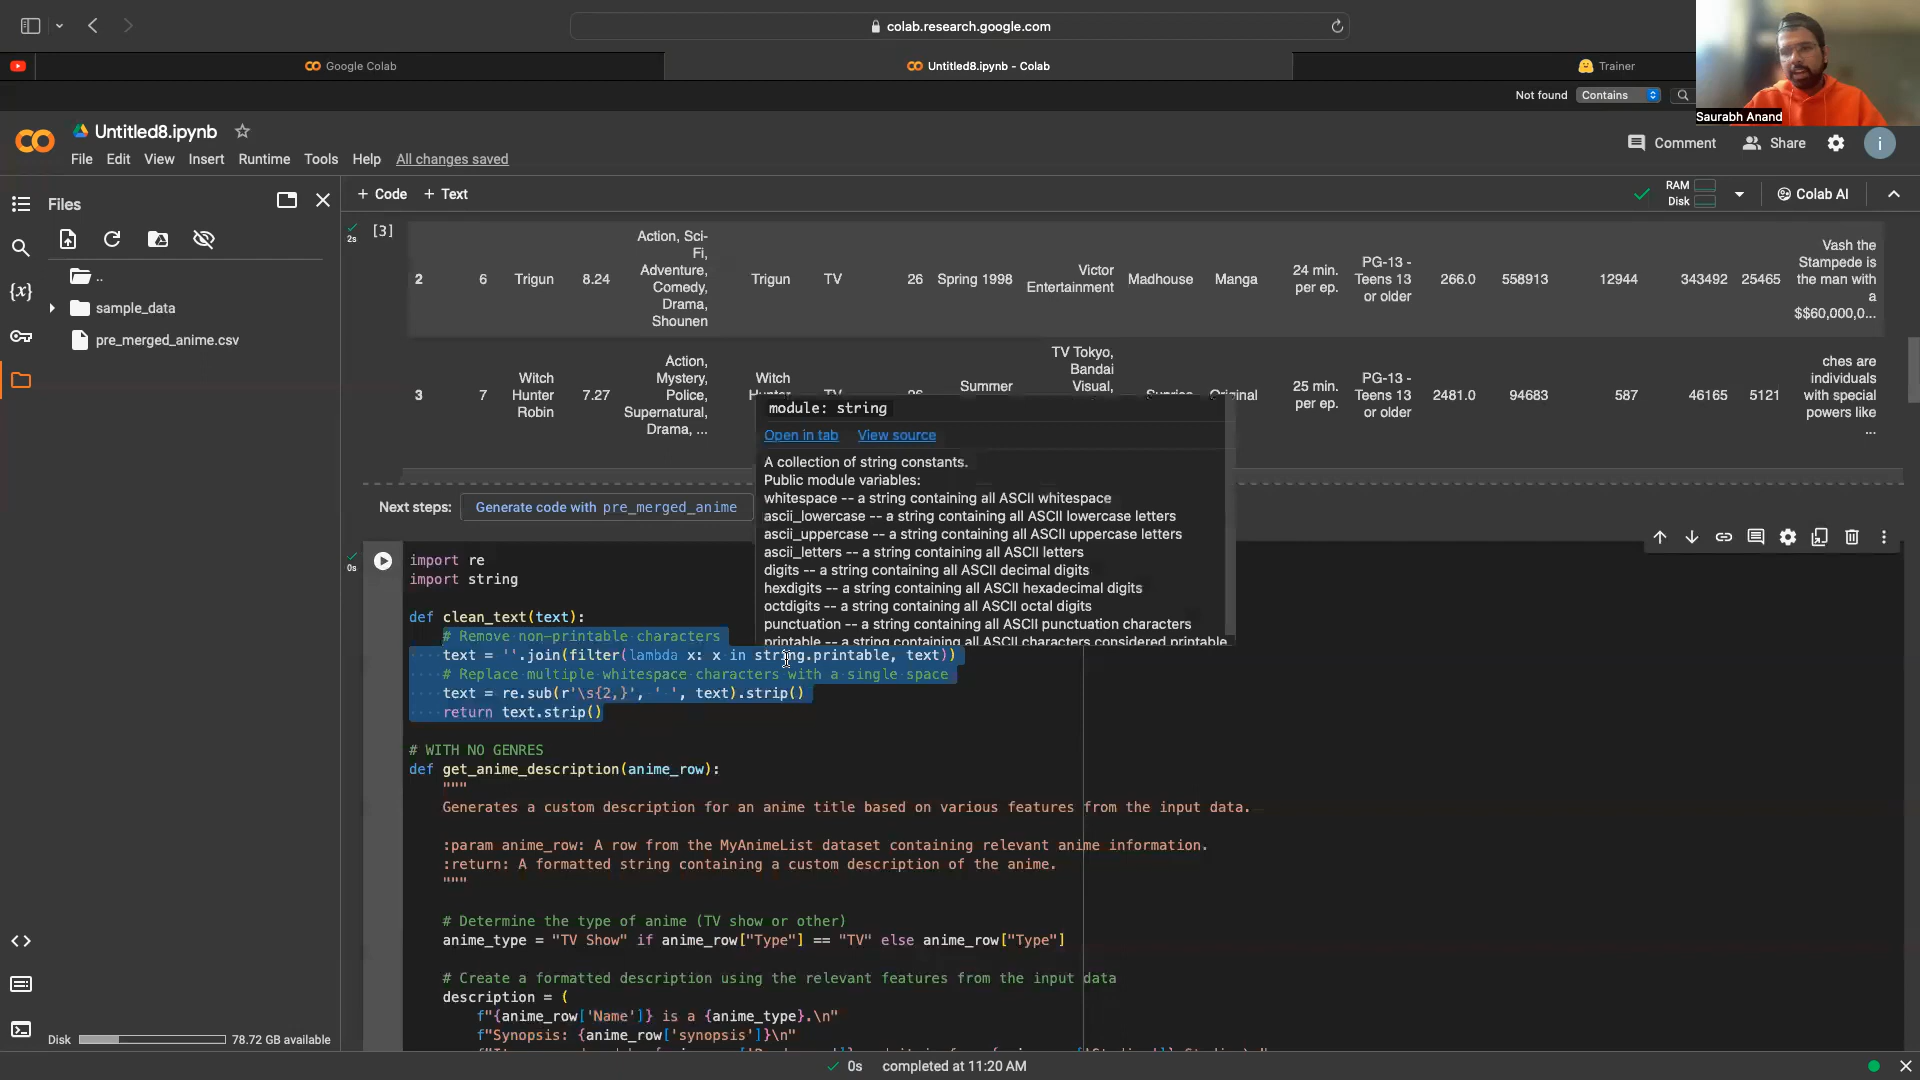 colab.research.google.com
Google Colab
Untitled8.ipynb - Colab
Trainer
Not found
Contains
Saurabh Anand
Untitled8.ipynb
File Edit View Insert Runtime Tools Help All changes saved
Comment
Share
i
Files
+ Code + Text
RAM
Disk
Colab AI
..
sample_data
pre_merged_anime.csv
{x}
2s
[3]
2 6 Trigun 8.24 Action, Sci-
Fi,
Adventure,
Comedy,
Drama,
Shounen
Trigun TV 26 Spring 1998 Victor
Entertainment
Madhouse Manga 24 min.
per ep.
PG-13 -
Teens 13
or older
266.0 558913 12944 343492 25465 Vash the
Stampede is
the man with
a
$$60,000,0...
3 7 Witch
Hunter
Robin
7.27 Action,
Mystery,
Police,
Supernatural,
Drama, ...
Witch
Summer
TV Tokyo,
Bandai
Visual,
Original 25 min.
per ep.
PG-13 -
Teens 13
or older
2481.0 94683 587 46165 5121 ches are
individuals
with special
powers like
...
module: string
Open in tab View source
A collection of string constants.
Public module variables:
whitespace -- a string containing all ASCII whitespace
ascii_lowercase -- a string containing all ASCII lowercase letters
ascii_uppercase -- a string containing all ASCII uppercase letters
ascii_letters -- a string containing all ASCII letters
digits -- a string containing all ASCII decimal digits
hexdigits -- a string containing all ASCII hexadecimal digits
octdigits -- a string containing all ASCII octal digits
punctuation -- a string containing all ASCII punctuation characters
printable -- a string containing all ASCII characters considered printable
Next steps: Generate code with pre_merged_anime
0s
import re
import string
def clean_text(text):
# Remove non-printable characters
text = ''.join(filter(lambda x: x in string.printable, text))
# Replace multiple whitespace characters with a single space
text = re.sub(r'\s{2,}', ' ', text).strip()
return text.strip()
# WITH NO GENRES
def get_anime_description(anime_row):
"""
Generates a custom description for an anime title based on various features from the input data.
:param anime_row: A row from the MyAnimeList dataset containing relevant anime information.
:return: A formatted string containing a custom description of the anime.
"""
# Determine the type of anime (TV show or other)
anime_type = "TV Show" if anime_row["Type"] == "TV" else anime_row["Type"]
# Create a formatted description using the relevant features from the input data
description = (
f"{anime_row['Name']} is a {anime_type}.\n"
f"Synopsis: {anime_row['synopsis']}\n"
Disk 78.72 GB available
0s completed at 11:20 AM